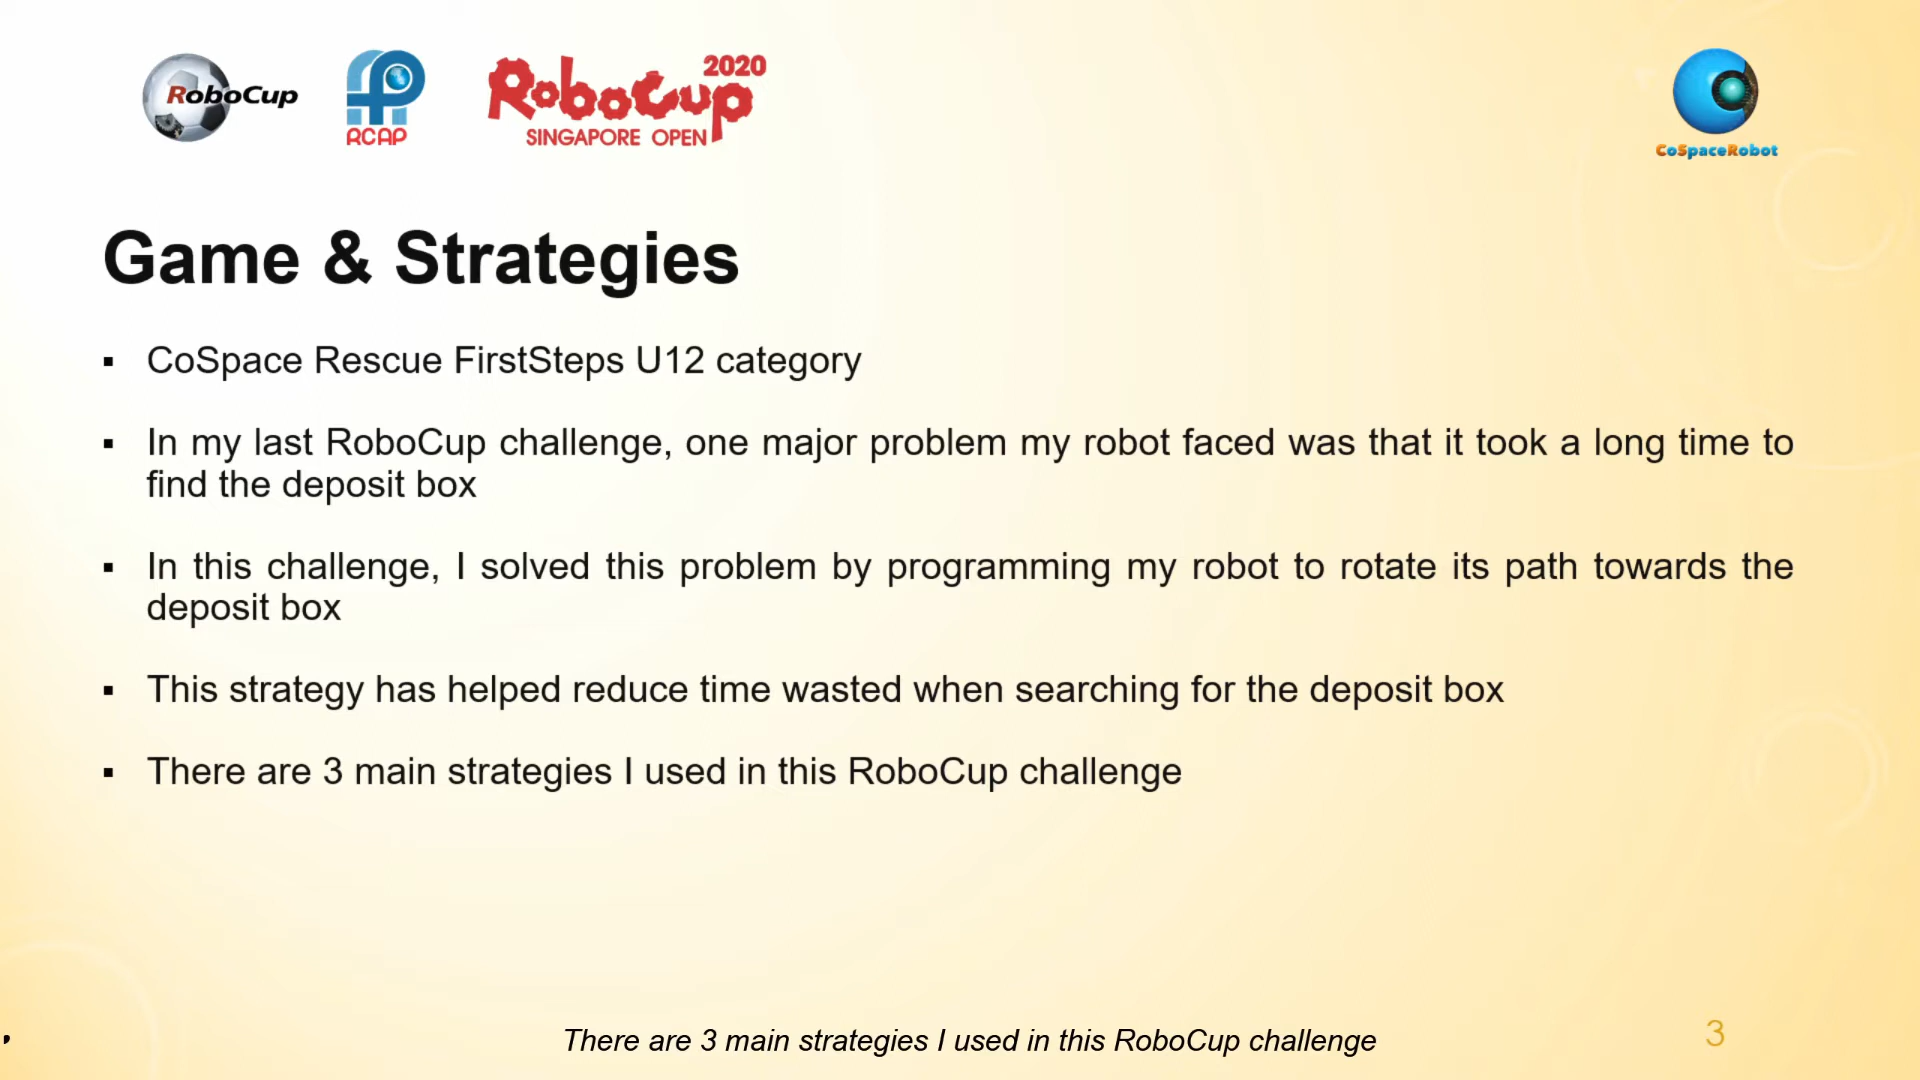 RoboCup
RCAP
RoboCup 2020
SINGAPORE OPEN
CoSpaceRobot
Game & Strategies
▪ CoSpace Rescue FirstSteps U12 category
▪ In my last RoboCup challenge, one major problem my robot faced was that it took a long time to
find the deposit box
▪ In this challenge, I solved this problem by programming my robot to rotate its path towards the
deposit box
▪ This strategy has helped reduce time wasted when searching for the deposit box
▪ There are 3 main strategies I used in this RoboCup challenge
There are 3 main strategies I used in this RoboCup challenge
3